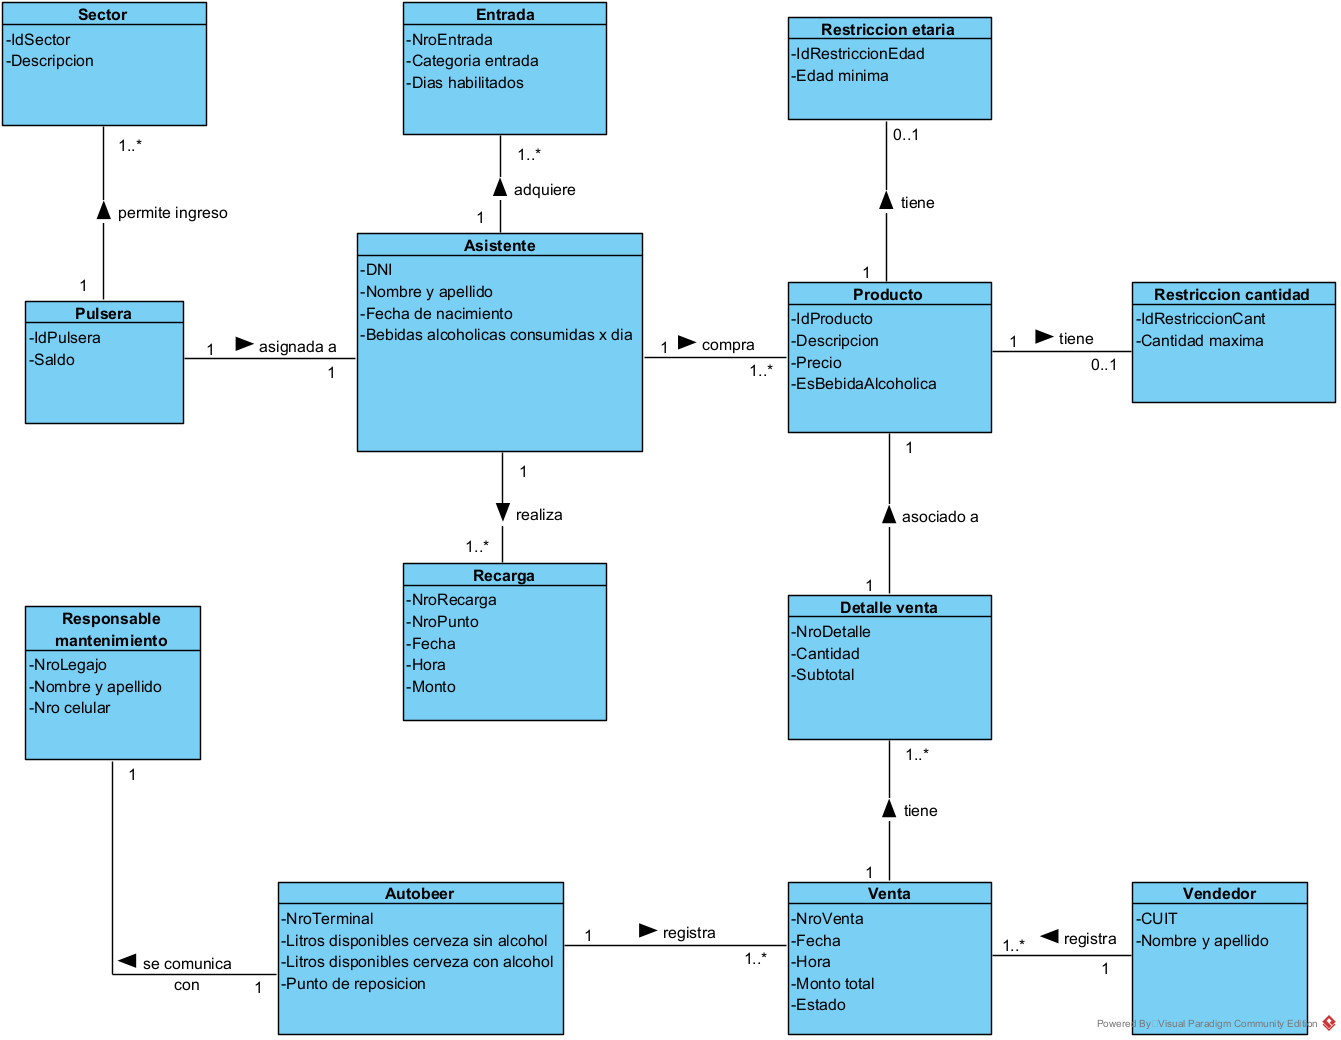 Sector
-IdSector
-Descripcion
1..*
permite ingreso
1
Entrada
-NroEntrada
-Categoria entrada
-Dias habilitados
1..*
adquiere
1
Restriccion etaria
-IdRestriccionEdad
-Edad minima
0..1
tiene
1
Pulsera
-IdPulsera
-Saldo
1
asignada a
1
Asistente
-DNI
-Nombre y apellido
-Fecha de nacimiento
-Bebidas alcoholicas consumidas x dia
1
compra
1..*
Producto
-IdProducto
-Descripcion
-Precio
-EsBebidaAlcoholica
1
tiene
0..1
Restriccion cantidad
-IdRestriccionCant
-Cantidad maxima
1
realiza
1..*
Recarga
-NroRecarga
-NroPunto
-Fecha
-Hora
-Monto
1
asociado a
1
Detalle venta
-NroDetalle
-Cantidad
-Subtotal
1..*
tiene
1
Responsable
mantenimiento
-NroLegajo
-Nombre y apellido
-Nro celular
1
se comunica
con
1
Autobeer
-NroTerminal
-Litros disponibles cerveza sin alcohol
-Litros disponibles cerveza con alcohol
-Punto de reposicion
1
registra
1..*
Venta
-NroVenta
-Fecha
-Hora
-Monto total
-Estado
1..*
registra
1
Vendedor
-CUIT
-Nombre y apellido
Powered By: Visual Paradigm Community Edition